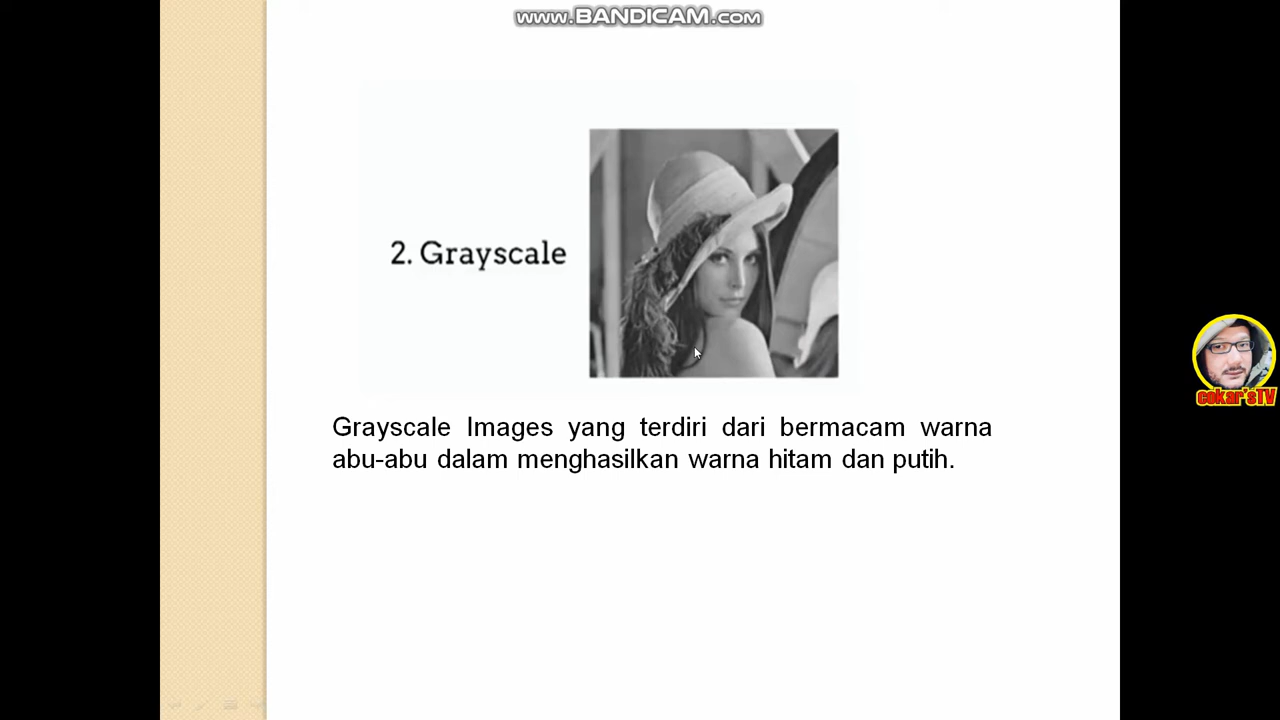 www.BANDICAM.com
2. Grayscale
Grayscale Images yang terdiri dari bermacam warna
abu-abu dalam menghasilkan warna hitam dan putih.
cokar'sTV